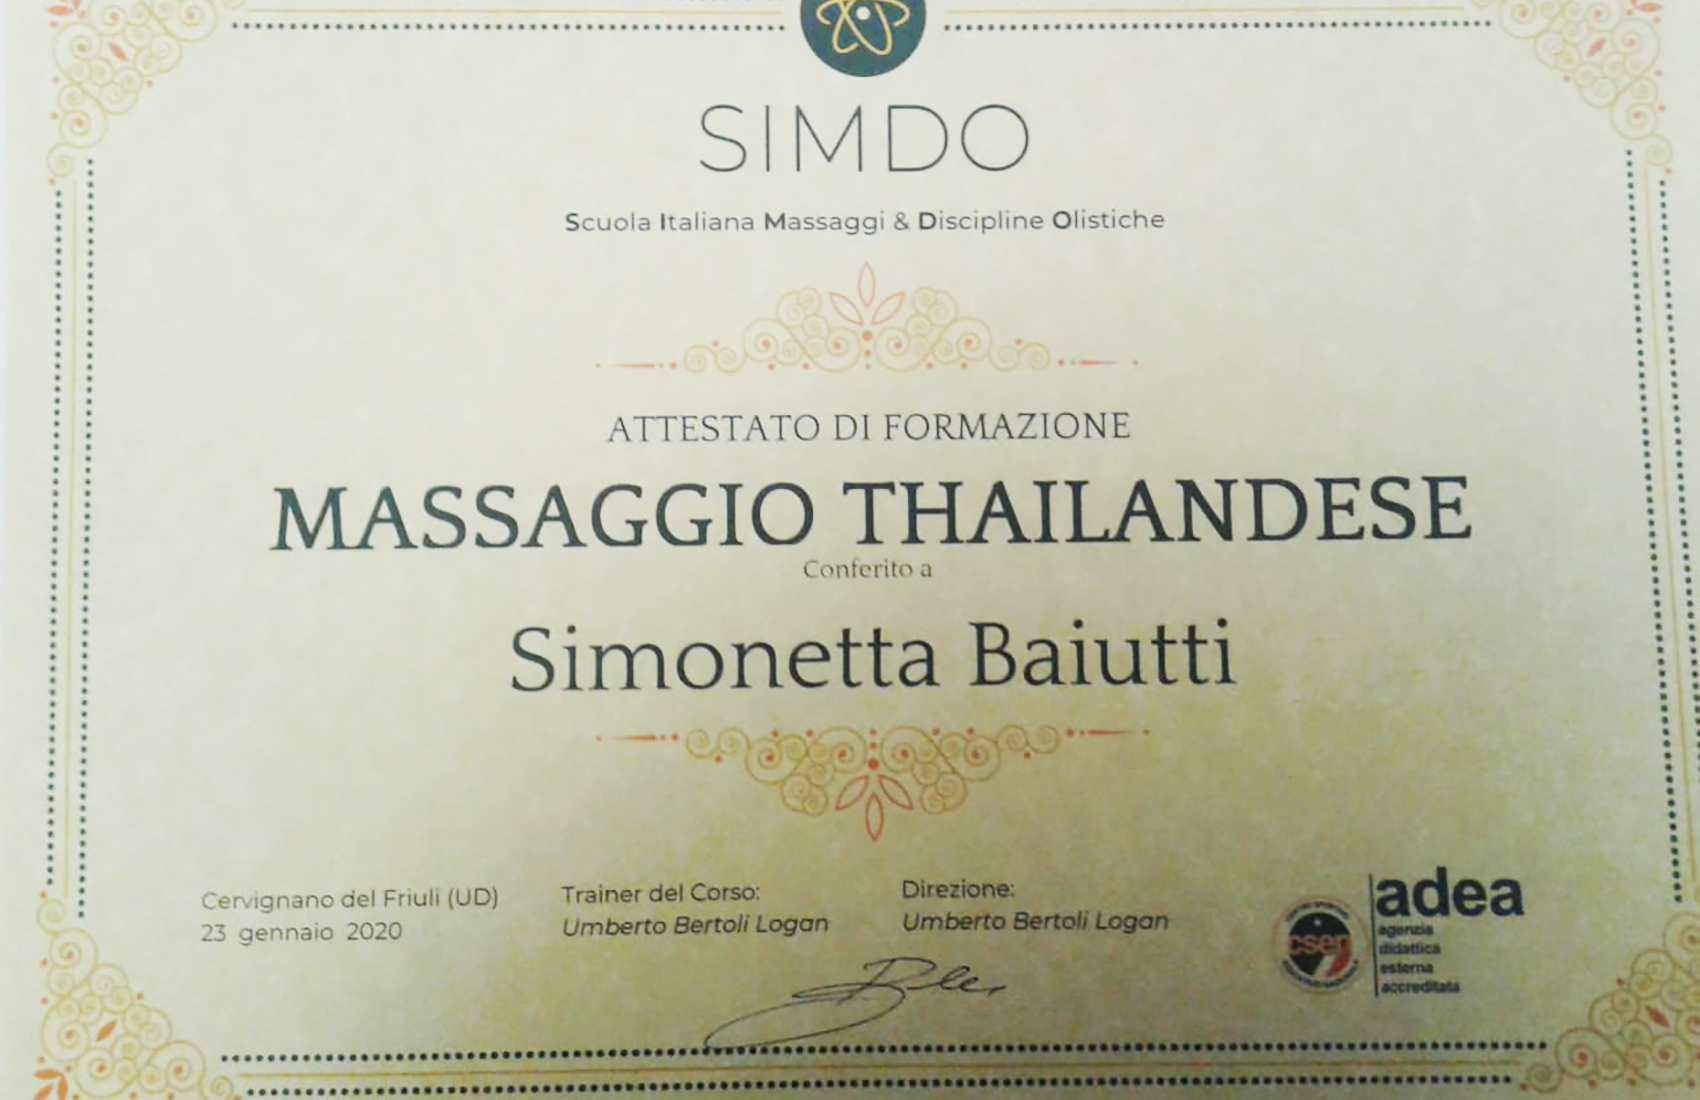 SIMDO
Scuola Italiana Massaggi & Discipline Olistiche
ATTESTATO DI FORMAZIONE
MASSAGGIO THAILANDESE
Conferito a
Simonetta Baiutti
Cervignano del Friuli (UD)
23 gennaio 2020
Trainer del Corso:
Umberto Bertoli Logan
Direzione:
Umberto Bertoli Logan
csen
adea
agenzia
didattica
esterna
accreditata